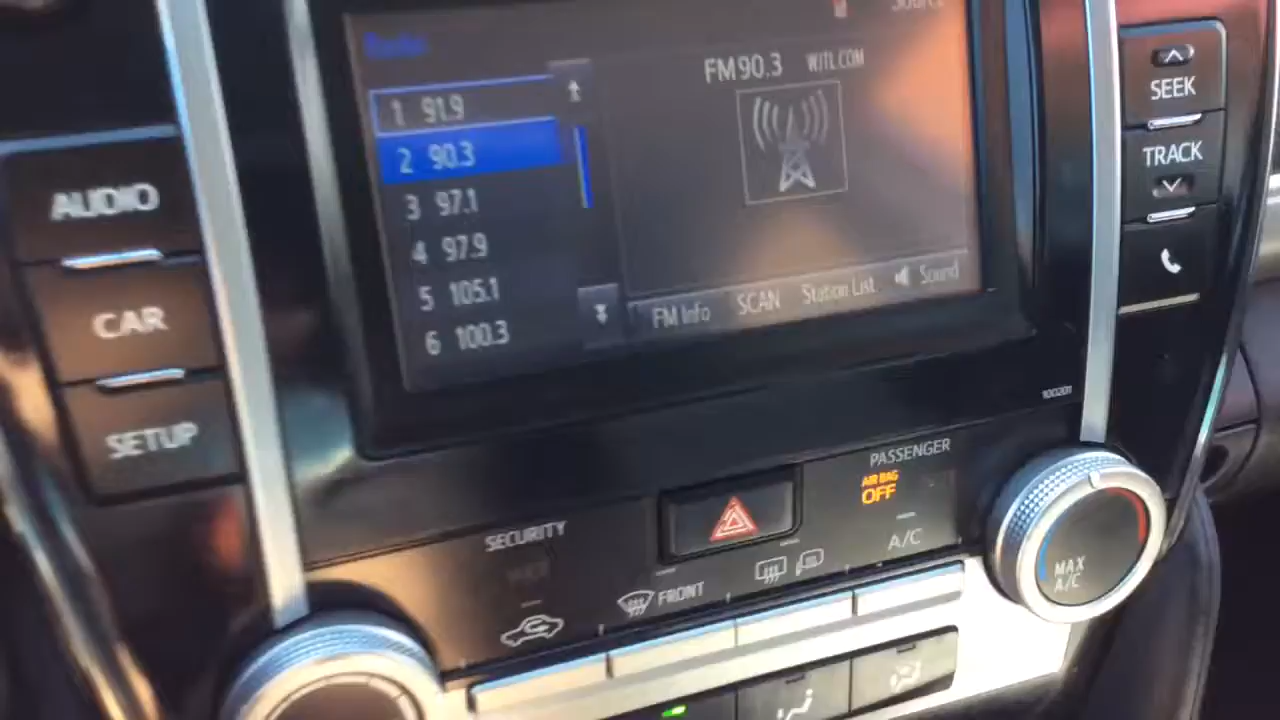 Radio
Source
FM 90.3 WJTL.COM
1 91.9
2 90.3
3 97.1
4 97.9
5 105.1
6 100.3
FM Info SCAN Station List Sound
AUDIO
CAR
SETUP
SEEK
TRACK
100201
PASSENGER
AIR BAG
OFF
SECURITY
FRONT
A/C
MAX
A/C